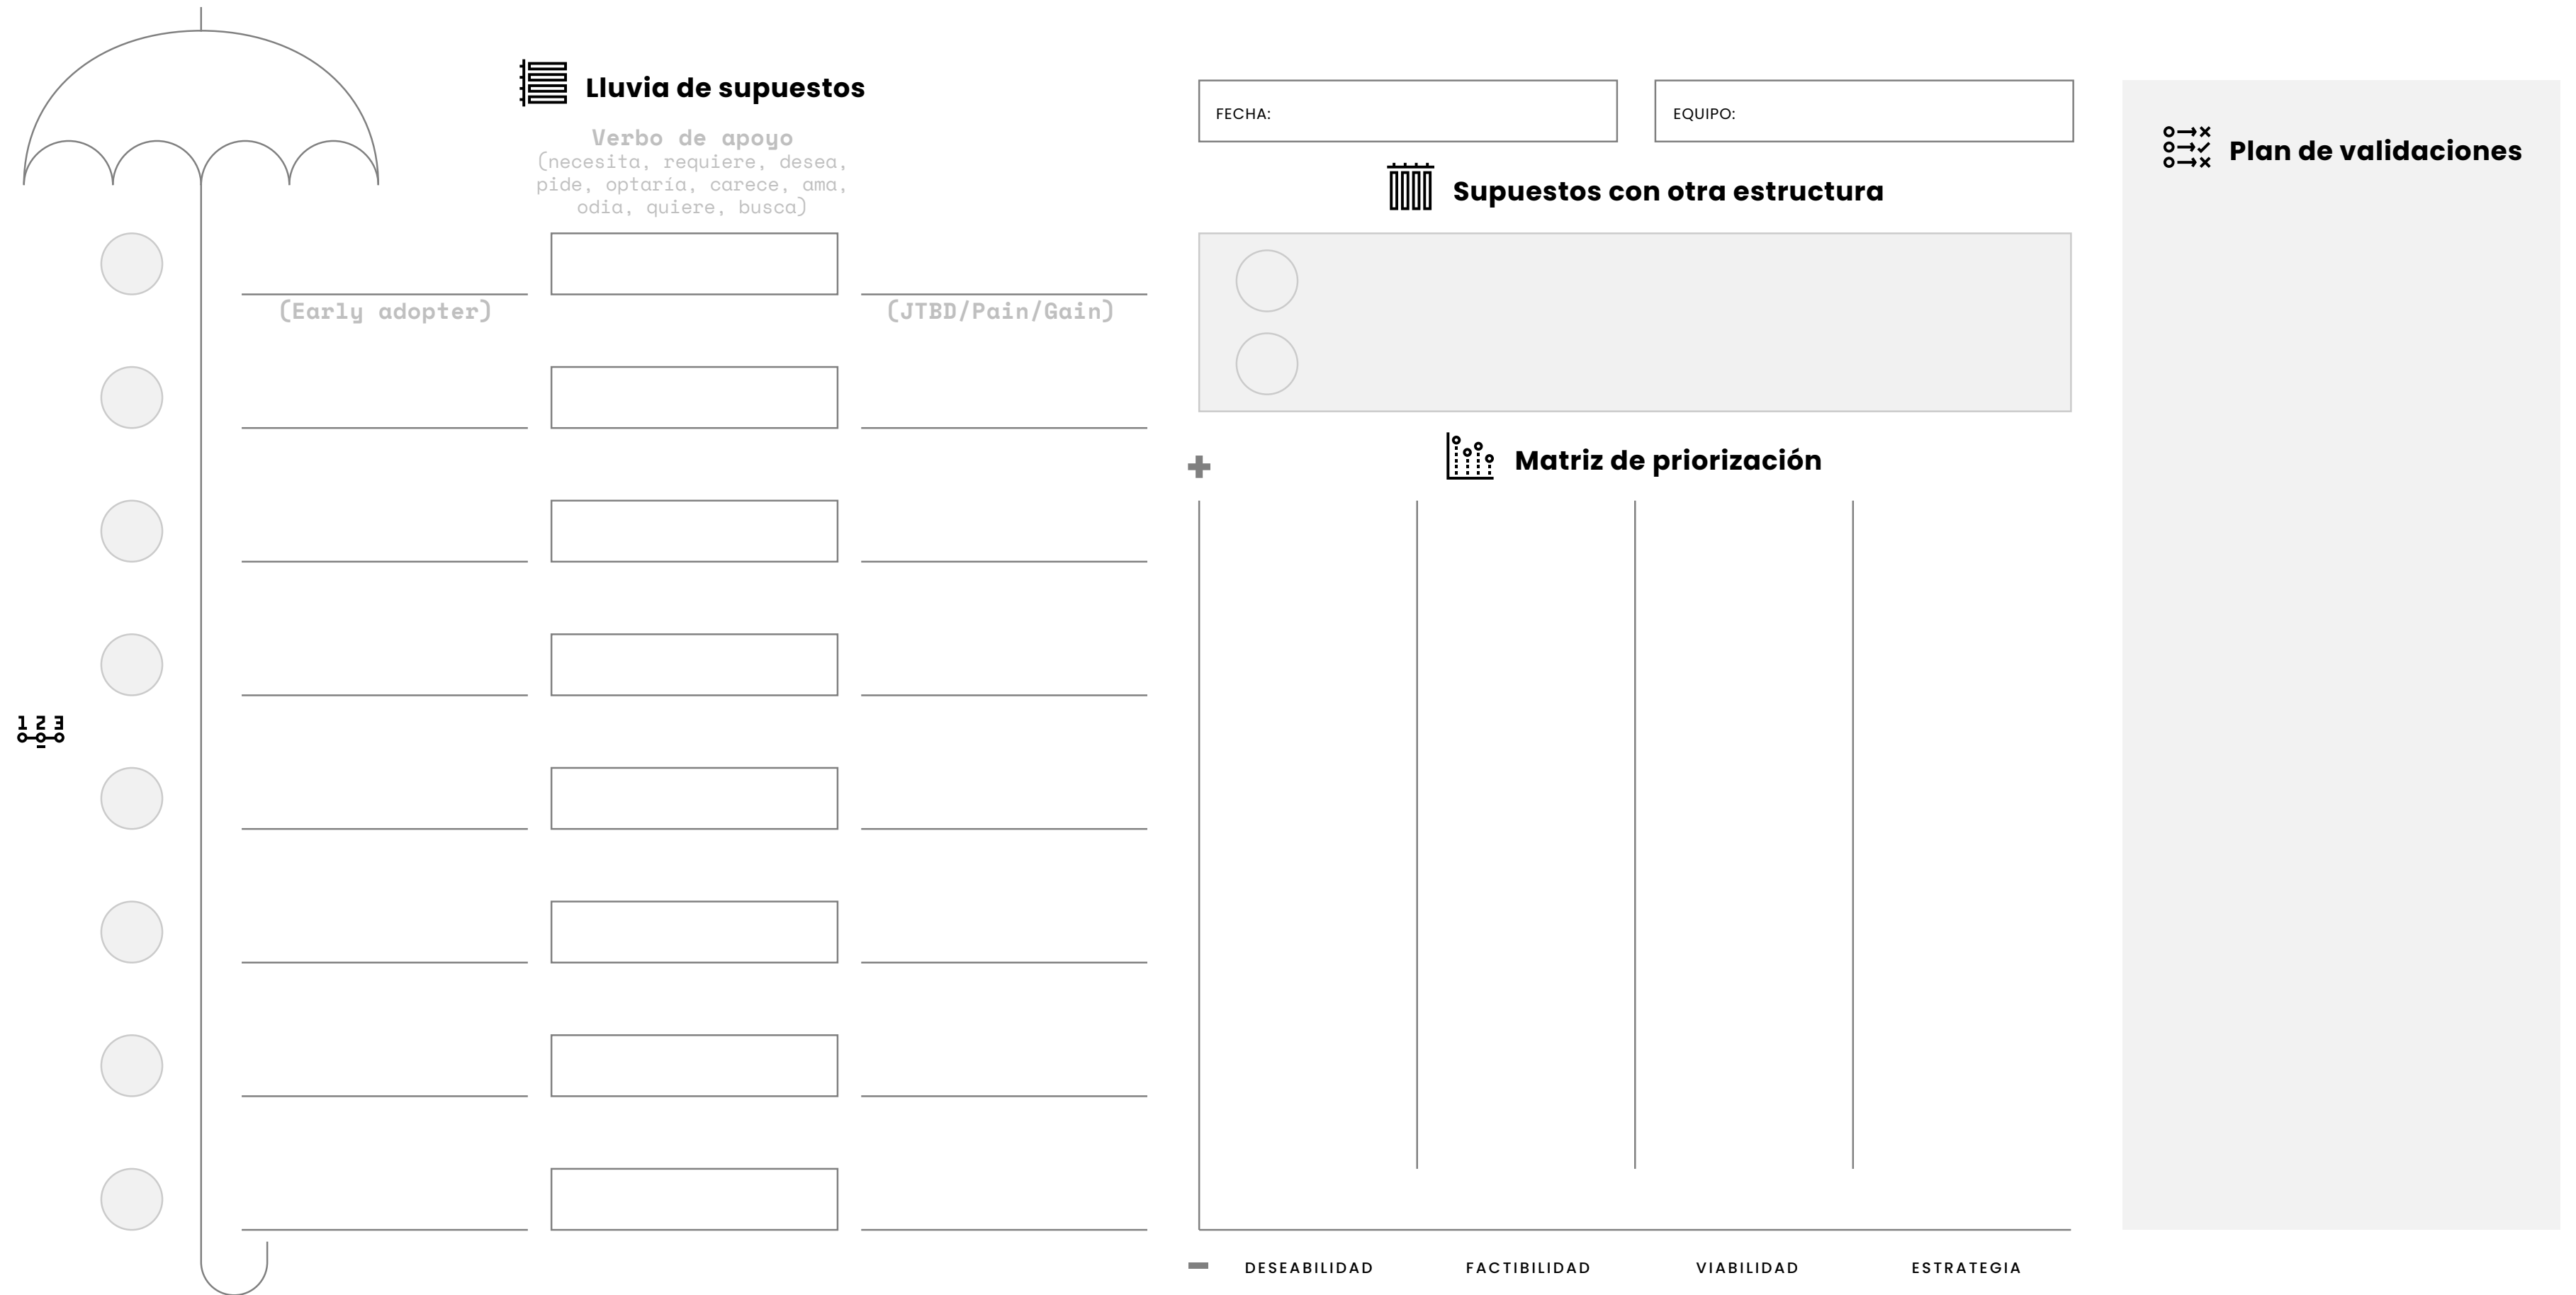 Lluvia de supuestos
Verbo de apoyo
(necesita, requiere, desea,
pide, optaría, carece, ama,
odia, quiere, busca)
(Early adopter)
(JTBD/Pain/Gain)
1 2 3
FECHA:
EQUIPO:
Supuestos con otra estructura
Matriz de priorización
+
-
DESEABILIDAD
FACTIBILIDAD
VIABILIDAD
ESTRATEGIA
Plan de validaciones